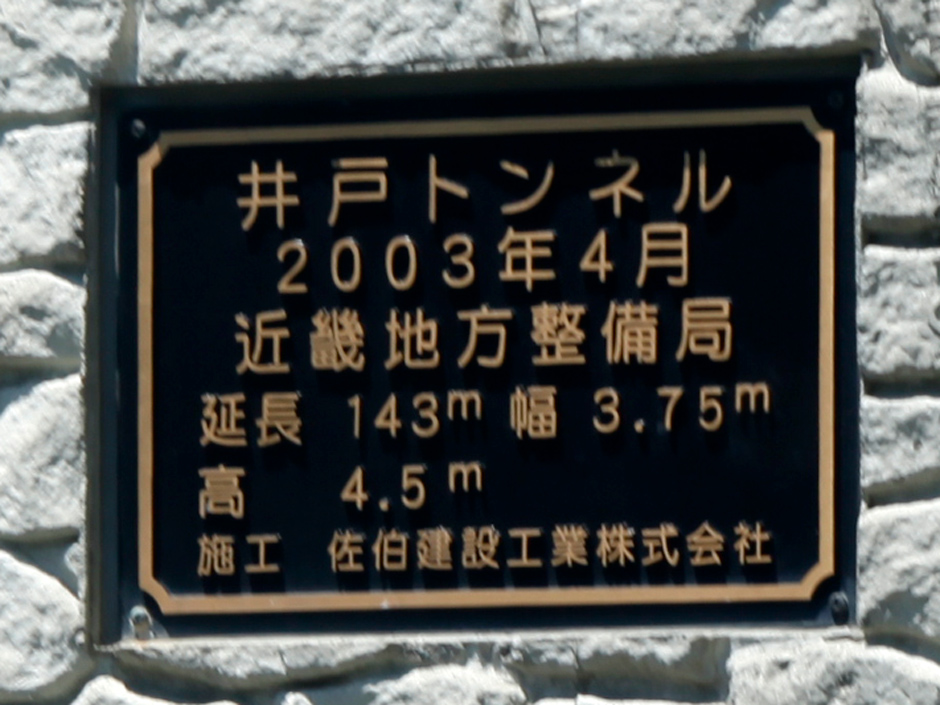 井戸トンネル
2003年4月
近畿地方整備局
延長 143m 幅 3.75m
高 4.5m
施工 佐伯建設工業株式会社